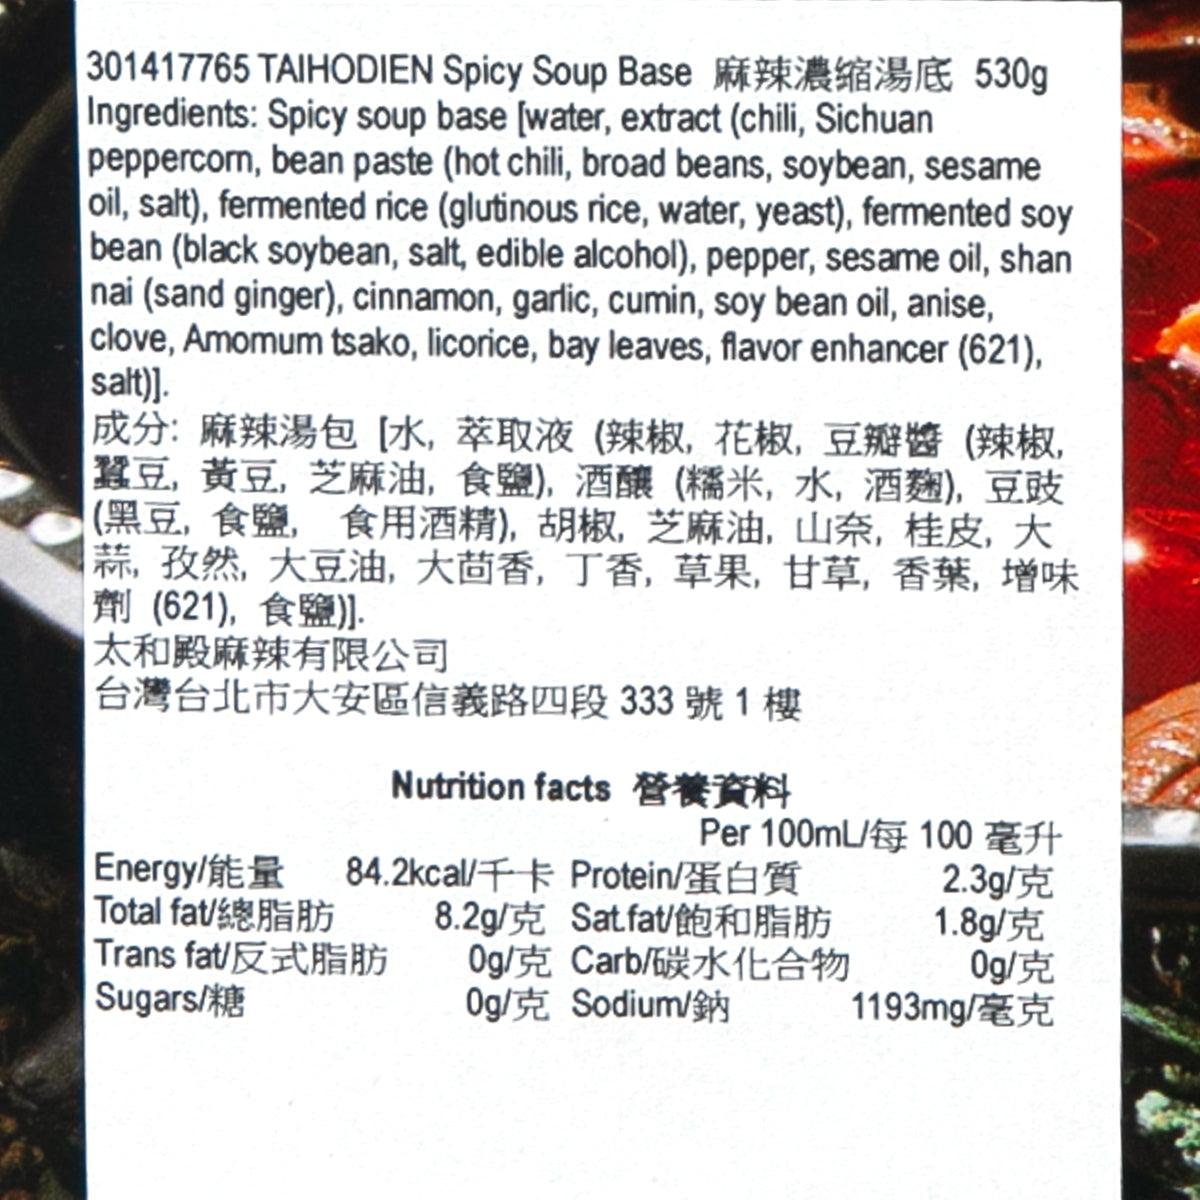 301417765 TAIHODIEN Spicy Soup Base 麻辣濃縮湯底 530g
Ingredients: Spicy soup base [water, extract (chili, Sichuan
peppercorn, bean paste (hot chili, broad beans, soybean, sesame
oil, salt), fermented rice (glutinous rice, water, yeast), fermented soy
bean (black soybean, salt, edible alcohol), pepper, sesame oil, shan
nai (sand ginger), cinnamon, garlic, cumin, soy bean oil, anise,
clove, Amomum tsako, licorice, bay leaves, flavor enhancer (621),
salt)].
成分: 麻辣湯包 [水, 萃取液 (辣椒, 花椒, 豆瓣醬 (辣椒,
蠶豆, 黃豆, 芝麻油, 食鹽), 酒釀 (糯米, 水, 酒麴), 豆豉
(黑豆, 食鹽, 食用酒精), 胡椒, 芝麻油, 山奈, 桂皮, 大
蒜, 孜然, 大豆油, 大茴香, 丁香, 草果, 甘草, 香葉, 增味
劑 (621), 食鹽)].
太和殿麻辣有限公司
台灣台北市大安區信義路四段 333 號 1 樓
Nutrition facts 營養資料
Per 100mL/每 100 毫升
Energy/能量 84.2kcal/千卡 Protein/蛋白質 2.3g/克
Total fat/總脂肪 8.2g/克 Sat.fat/飽和脂肪 1.8g/克
Trans fat/反式脂肪 0g/克 Carb/碳水化合物 0g/克
Sugars/糖 0g/克 Sodium/鈉 1193mg/毫克